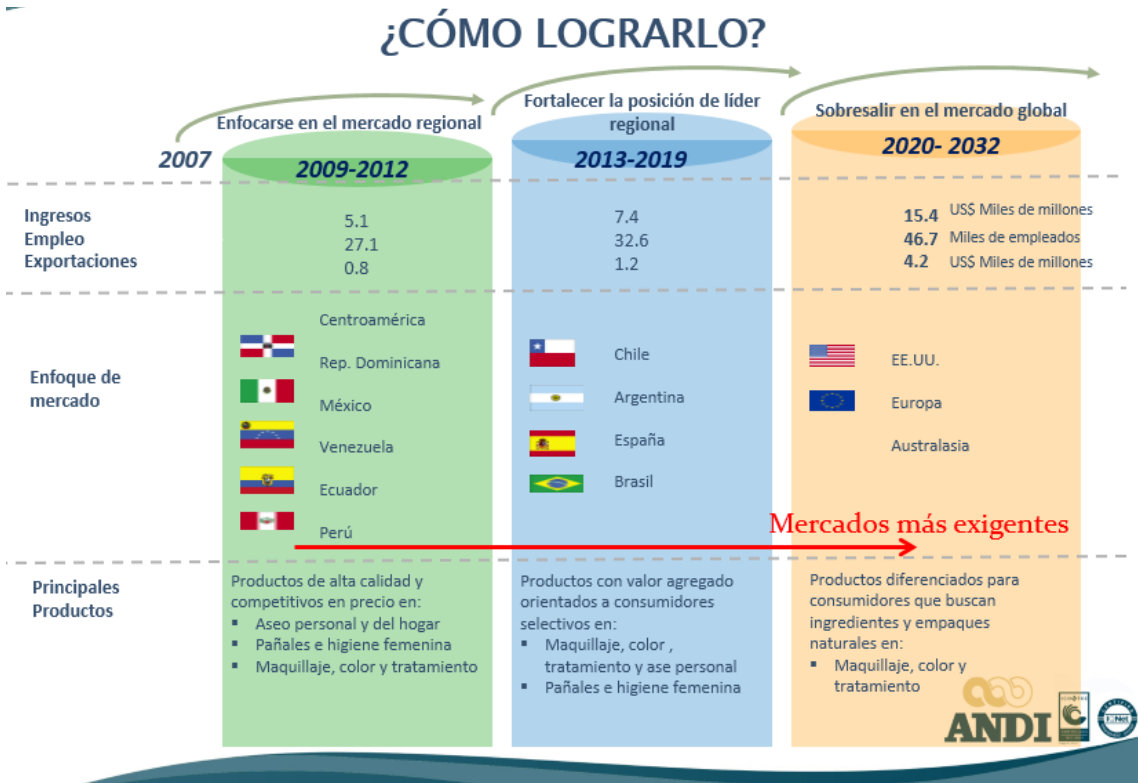 ¿CÓMO LOGRARLO?
2007
Enfocarse en el mercado regional
2009-2012
Fortalecer la posición de líder
regional
2013-2019
Sobresalir en el mercado global
2020- 2032
Ingresos
5.1
7.4
15.4 US$ Miles de millones
Empleo
27.1
32.6
46.7 Miles de empleados
Exportaciones
0.8
1.2
4.2 US$ Miles de millones
Enfoque de
mercado
Centroamérica
Rep. Dominicana
México
Venezuela
Ecuador
Perú
Chile
Argentina
España
Brasil
EE.UU.
Europa
Australasia
Mercados más exigentes
Principales
Productos
Productos de alta calidad y
competitivos en precio en:
▪ Aseo personal y del hogar
▪ Pañales e higiene femenina
▪ Maquillaje, color y tratamiento
Productos con valor agregado
orientados a consumidores
selectivos en:
▪ Maquillaje, color ,
tratamiento y ase personal
▪ Pañales e higiene femenina
Productos diferenciados para
consumidores que buscan
ingredientes y empaques
naturales en:
▪ Maquillaje, color y
tratamiento
ANDI